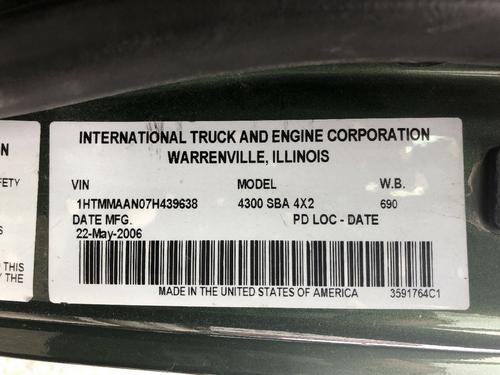 INTERNATIONAL TRUCK AND ENGINE CORPORATION
WARRENVILLE, ILLINOIS
VIN MODEL W.B.
1HTMMAAN07H439638 4300 SBA 4X2 690
DATE MFG. PD LOC - DATE
22-May-2006
MADE IN THE UNITED STATES OF AMERICA 3591764C1
THIS
THE